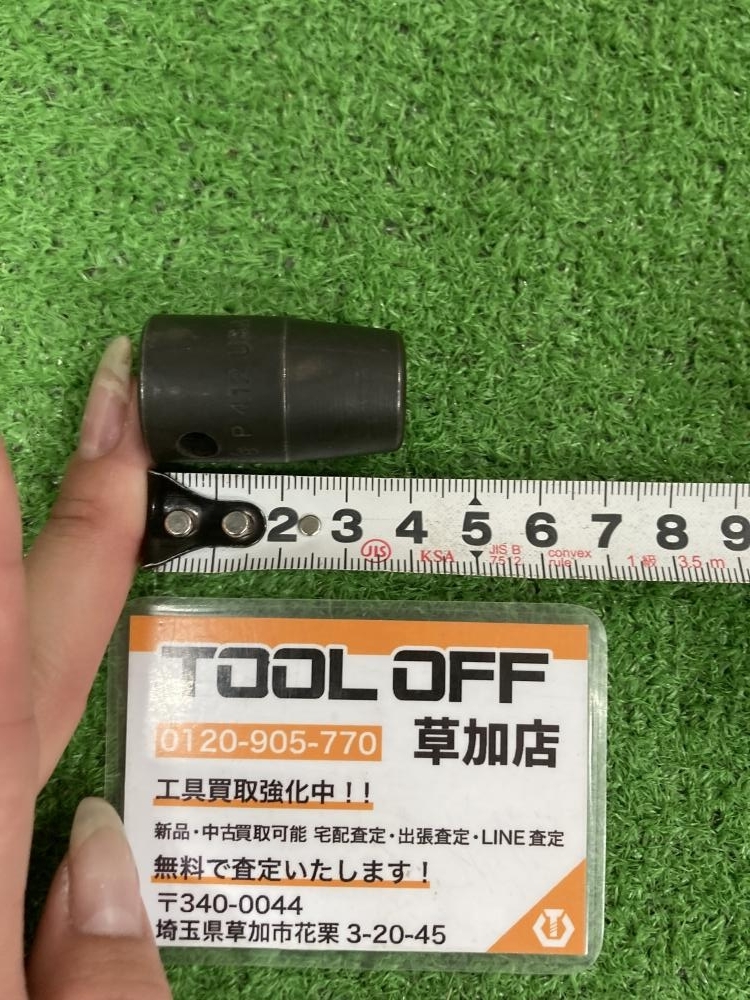 P 412 U
2 3 4 5 6 7 8 9
JIS KSA JIS B 7512 convex rule 1級 3.5m
TOOL OFF
0120-905-770 草加店
工具買取強化中!!
新品・中古買取可能 宅配査定・出張査定・LINE査定
無料で査定いたします!
〒340-0044
埼玉県草加市花栗 3-20-45